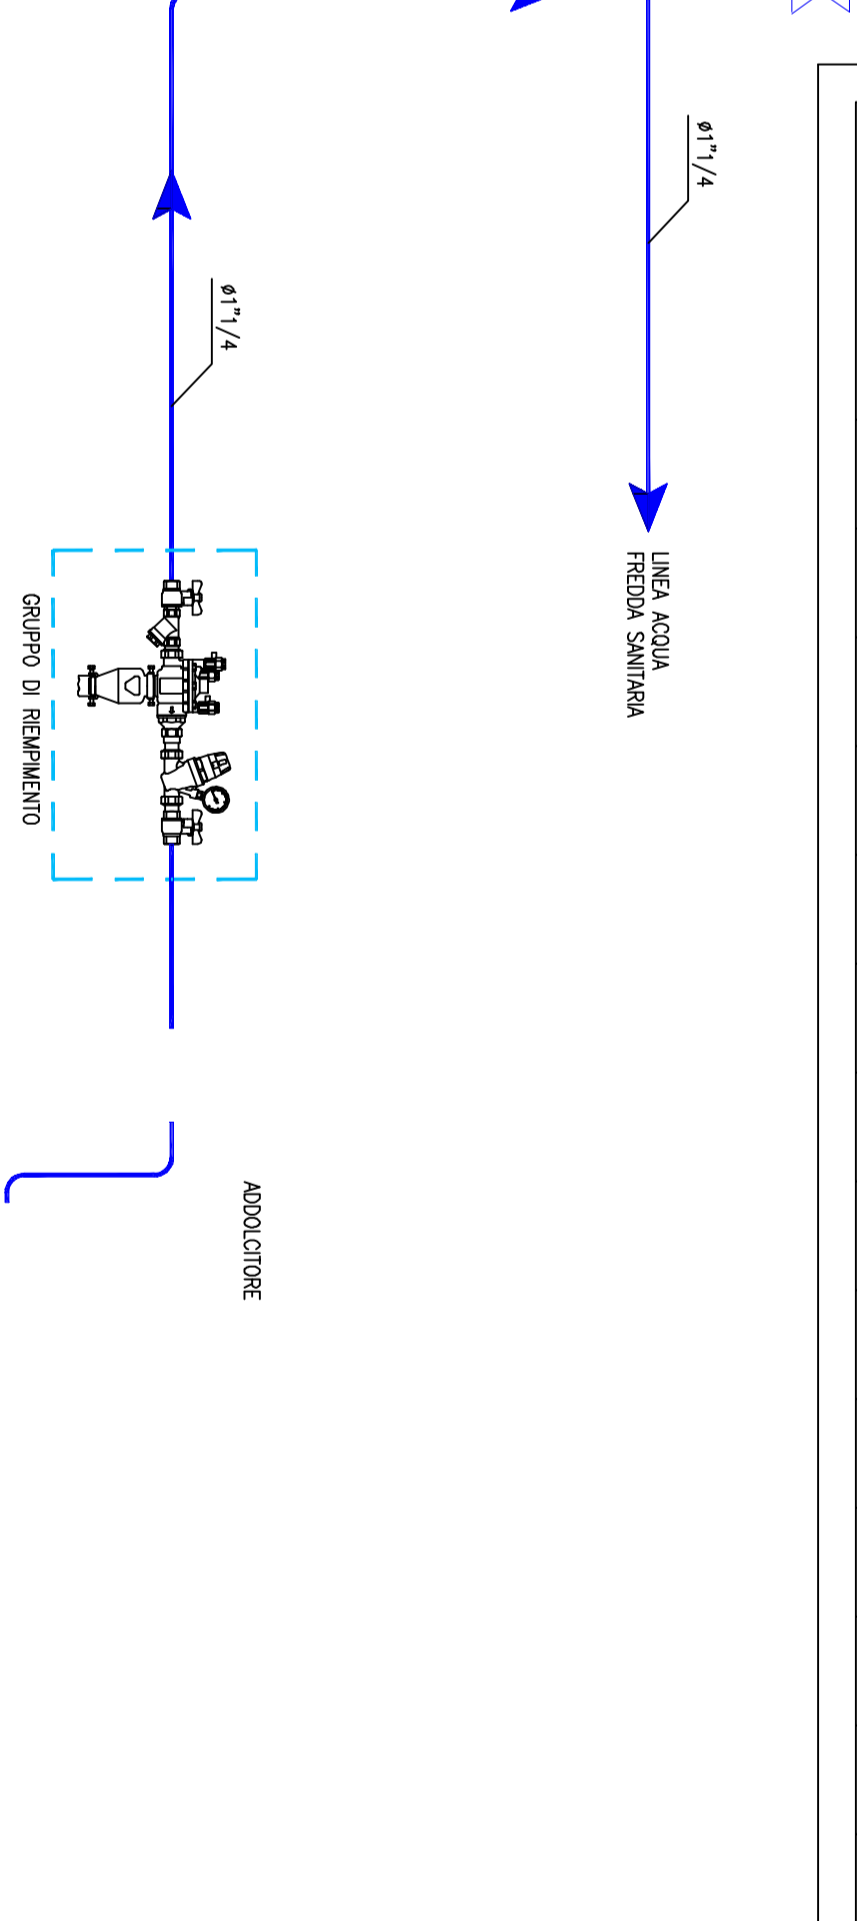 ø1"1/4
LINEA ACQUA
FREDDA SANITARIA
ø1"1/4
GRUPPO DI RIEMPIMENTO
ADDOLCITORE